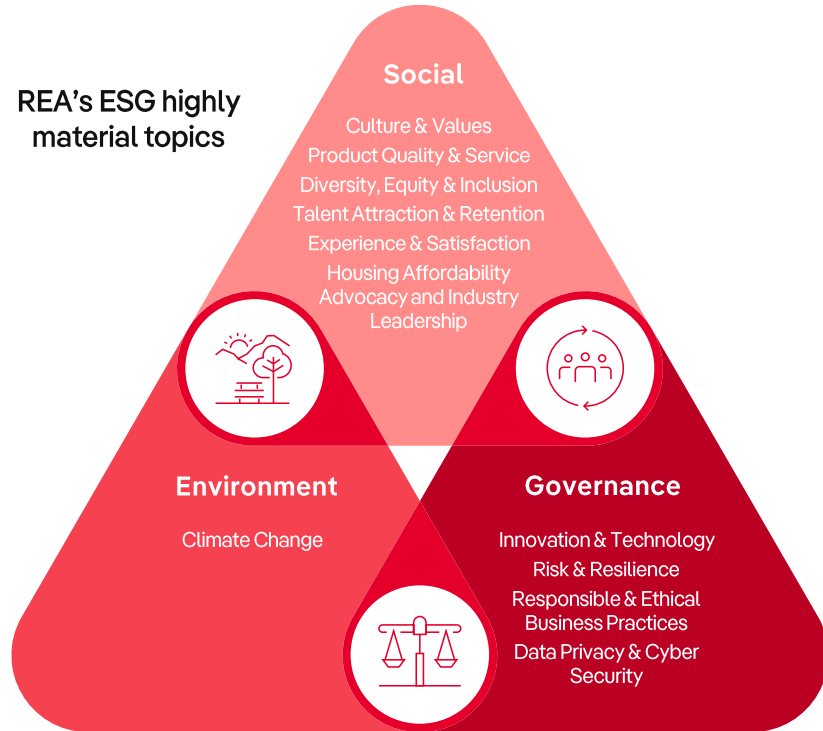 REA's ESG highly
material topics
Social
Culture & Values
Product Quality & Service
Diversity, Equity & Inclusion
Talent Attraction & Retention
Experience & Satisfaction
Housing Affordability
Advocacy and Industry
Leadership
Environment
Climate Change
Governance
Innovation & Technology
Risk & Resilience
Responsible & Ethical
Business Practices
Data Privacy & Cyber
Security